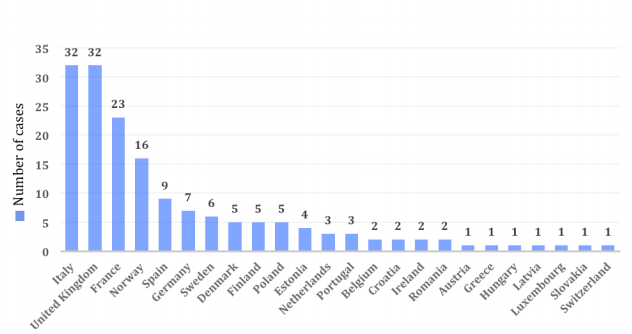 Number of cases
35
30
25
20
15
10
5
0
32 32 23 16 9 7 6 5 5 5 4 3 3 2 2 2 2 1 1 1 1 1 1 1
Italy
United Kingdom
France
Norway
Spain
Germany
Sweden
Denmark
Finland
Poland
Estonia
Netherlands
Portugal
Belgium
Croatia
Ireland
Romania
Austria
Greece
Hungary
Latvia
Luxembourg
Slovakia
Switzerland